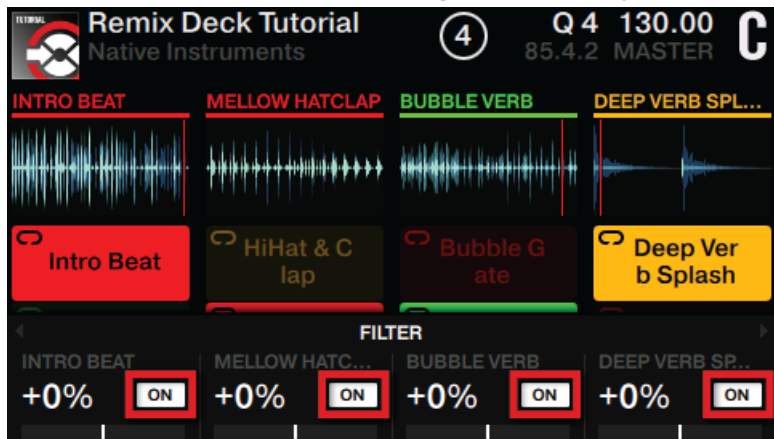 Remix Deck Tutorial 4 Q 4 130.00 C
Native Instruments 85.4.2 MASTER
INTRO BEAT MELLOW HATCLAP BUBBLE VERB DEEP VERB SPL...
Intro Beat HiHat & C Bubble G Deep Ver
lap ate b Splash
FILTER
INTRO BEAT MELLOW HATC... BUBBLE VERB DEEP VERB SP...
+0% ON +0% ON +0% ON +0% ON